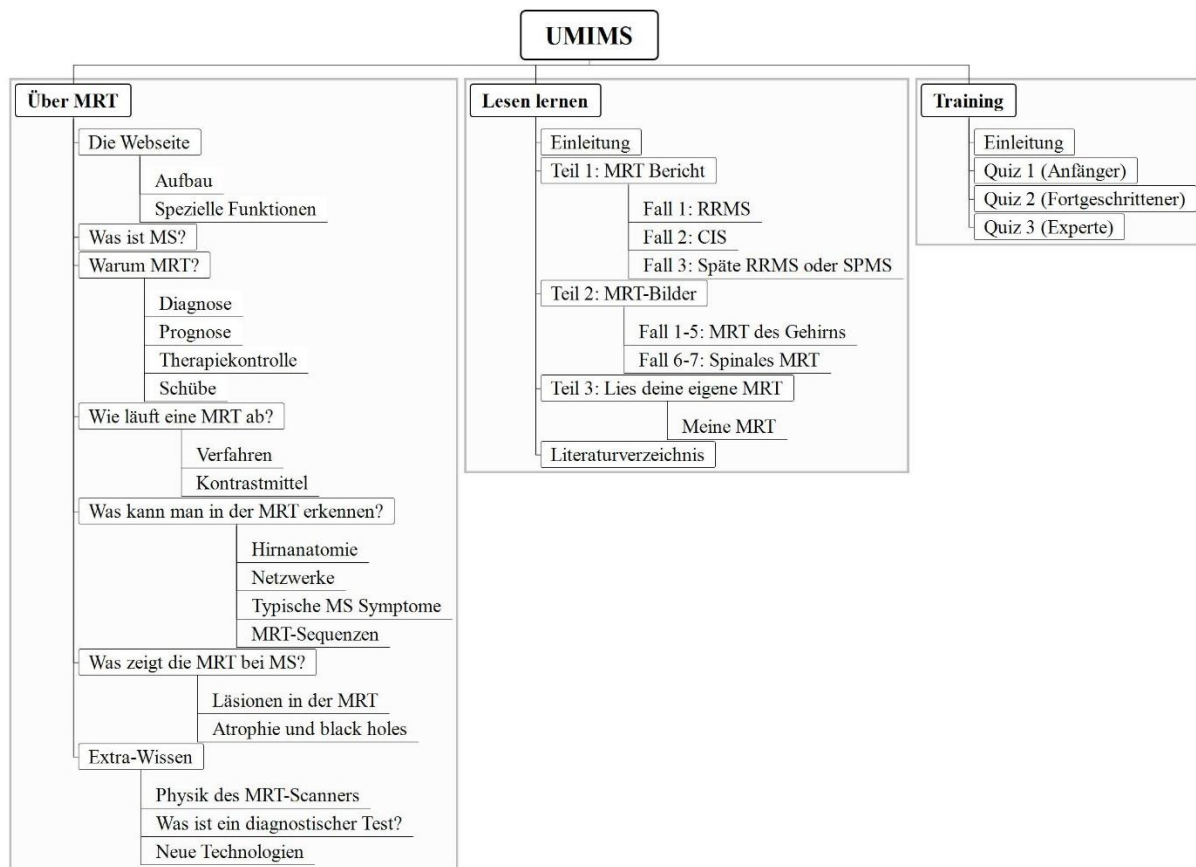 UMIMS
Über MRT
Die Webseite
Aufbau
Spezielle Funktionen
Was ist MS?
Warum MRT?
Diagnose
Prognose
Therapiekontrolle
Schübe
Wie läuft eine MRT ab?
Verfahren
Kontrastmittel
Was kann man in der MRT erkennen?
Hirnanatomie
Netzwerke
Typische MS Symptome
MRT-Sequenzen
Was zeigt die MRT bei MS?
Läsionen in der MRT
Atrophie und black holes
Extra-Wissen
Physik des MRT-Scanners
Was ist ein diagnostischer Test?
Neue Technologien
Lesen lernen
Einleitung
Teil 1: MRT Bericht
Fall 1: RRMS
Fall 2: CIS
Fall 3: Späte RRMS oder SPMS
Teil 2: MRT-Bilder
Fall 1-5: MRT des Gehirns
Fall 6-7: Spinales MRT
Teil 3: Lies deine eigene MRT
Meine MRT
Literaturverzeichnis
Training
Einleitung
Quiz 1 (Anfänger)
Quiz 2 (Fortgeschrittener)
Quiz 3 (Experte)